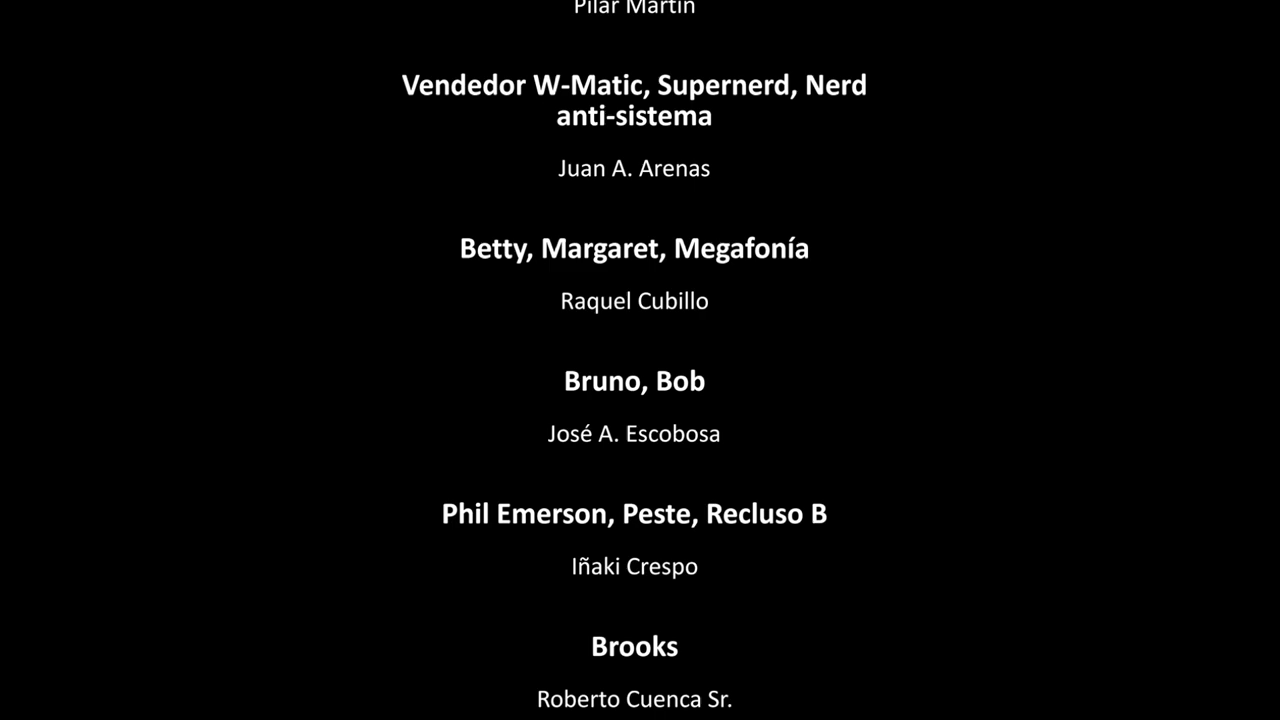 Pilar Martín
Vendedor W-Matic, Supernerd, Nerd
anti-sistema
Juan A. Arenas
Betty, Margaret, Megafonía
Raquel Cubillo
Bruno, Bob
José A. Escobosa
Phil Emerson, Peste, Recluso B
Iñaki Crespo
Brooks
Roberto Cuenca Sr.